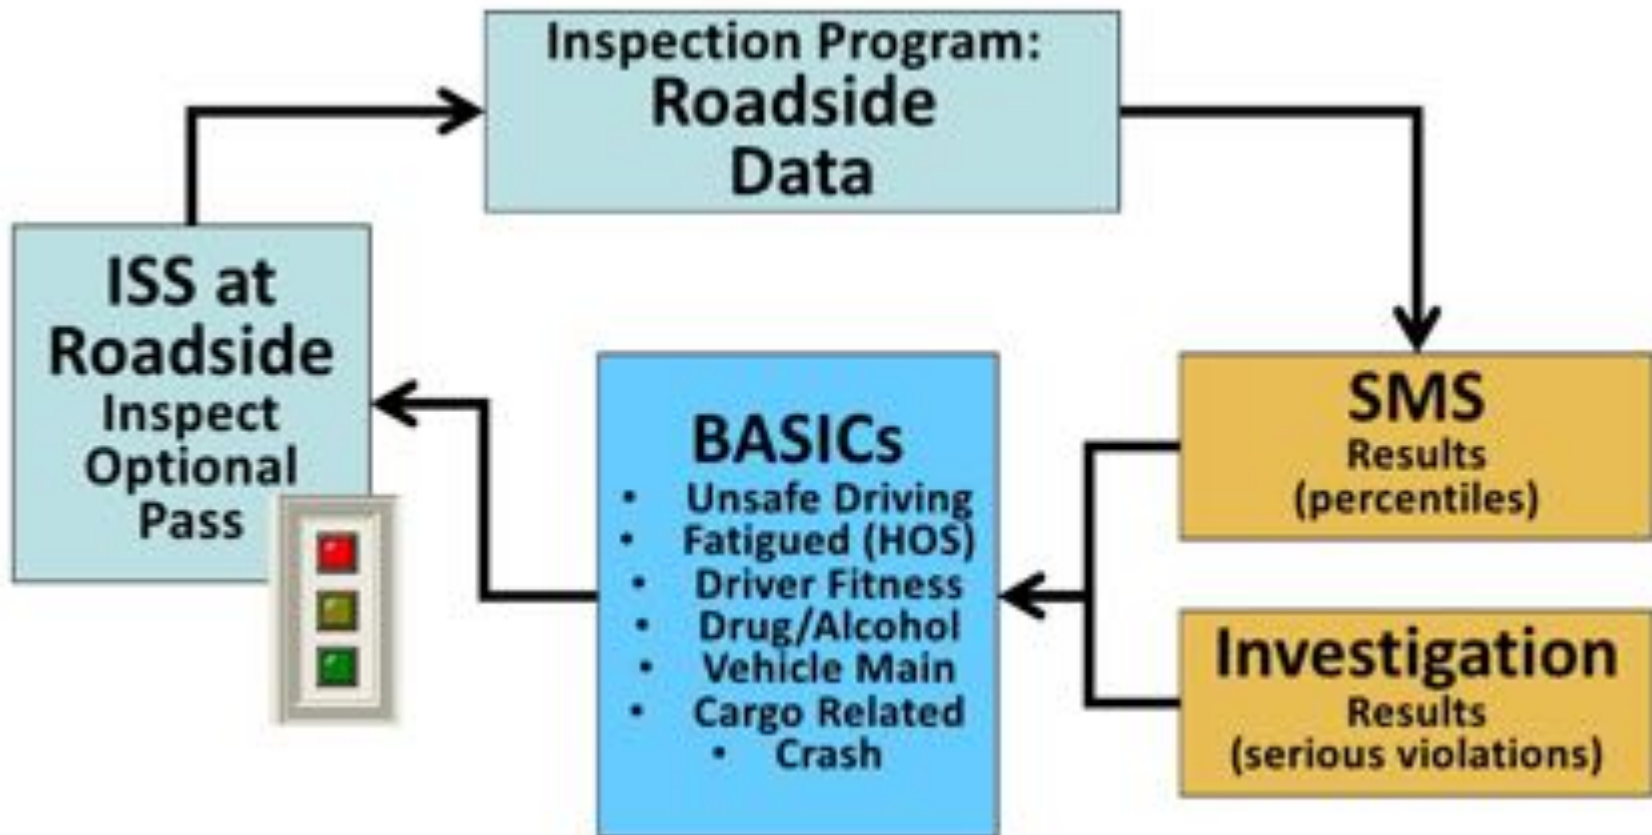 Inspection Program:
Roadside
Data
ISS at
Roadside
Inspect
Optional
Pass
BASICs
• Unsafe Driving
• Fatigued (HOS)
• Driver Fitness
• Drug/Alcohol
• Vehicle Main
• Cargo Related
• Crash
SMS
Results
(percentiles)
Investigation
Results
(serious violations)